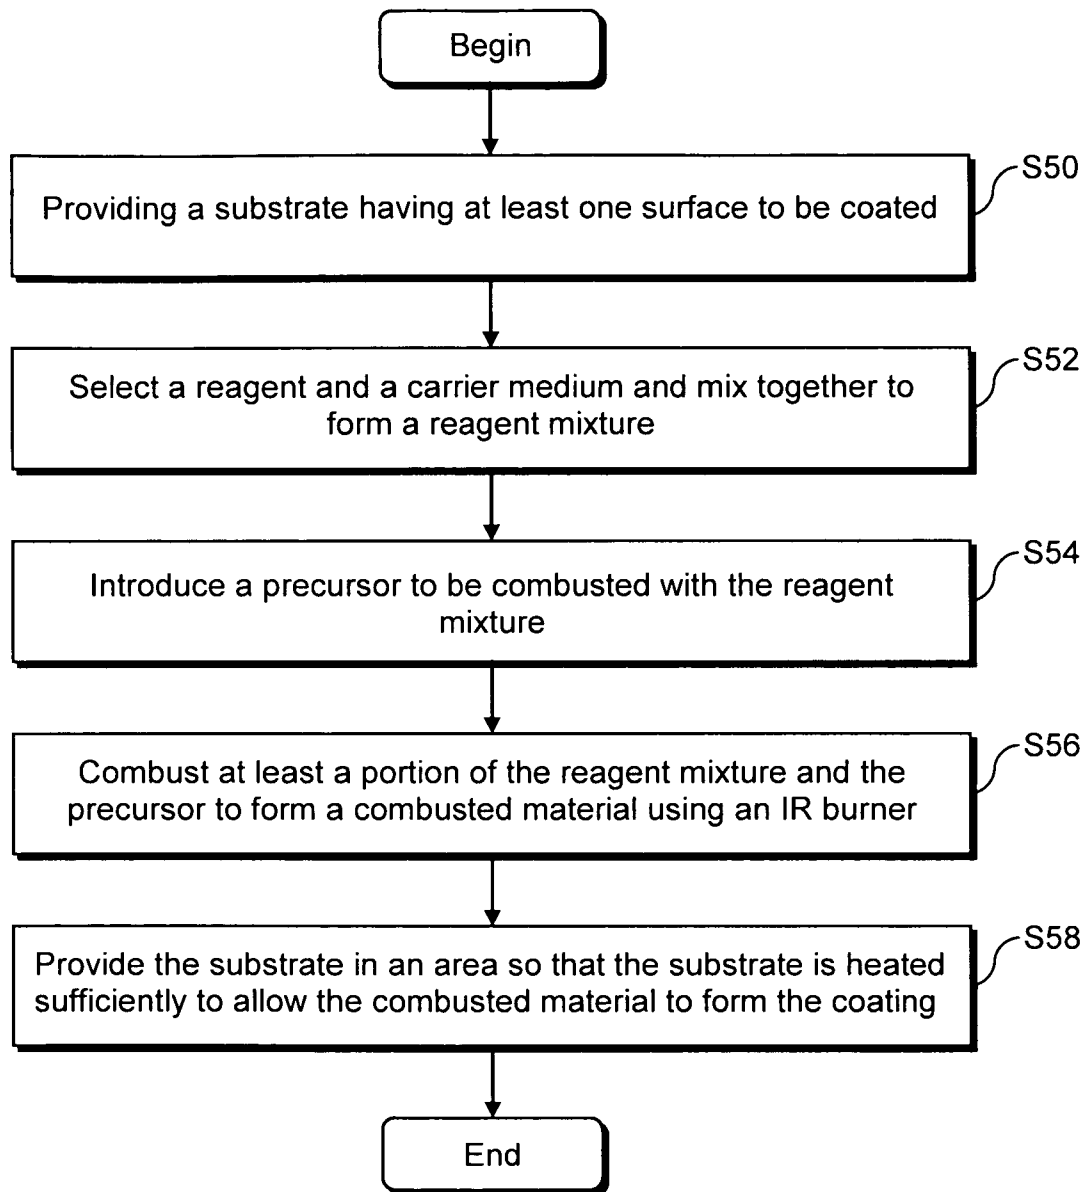 Begin
Providing a substrate having at least one surface to be coated
S50
Select a reagent and a carrier medium and mix together to
form a reagent mixture
S52
Introduce a precursor to be combusted with the reagent
mixture
S54
Combust at least a portion of the reagent mixture and the
precursor to form a combusted material using an IR burner
S56
Provide the substrate in an area so that the substrate is heated
sufficiently to allow the combusted material to form the coating
S58
End